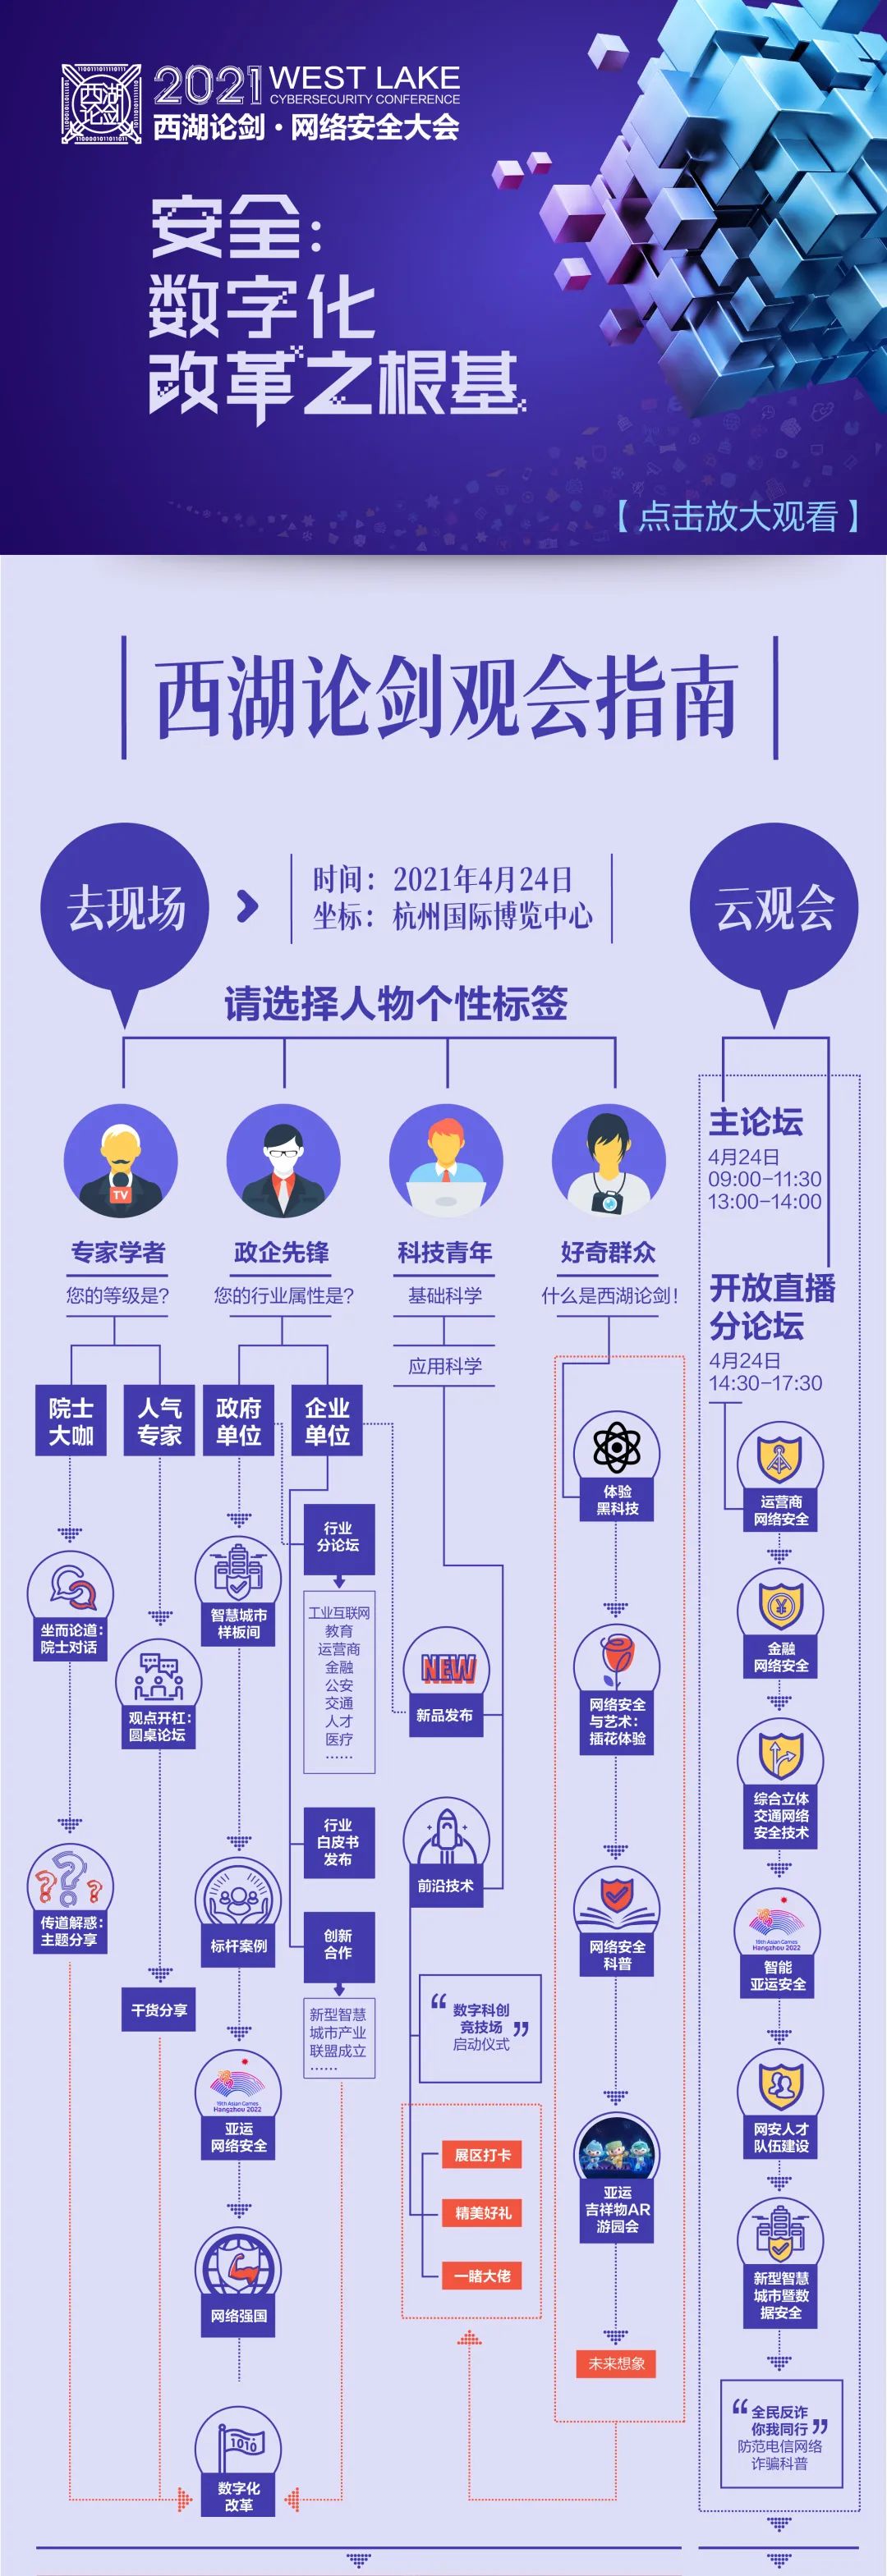 2021 WEST LAKE
CYBERSECURITY CONFERENCE
西湖论剑·网络安全大会
西湖
论剑
安全:
数字化
改革之根基
【点击放大观看】
西湖论剑观会指南
去现场
时间：2021年4月24日
坐标：杭州国际博览中心
云观会
请选择人物个性标签
TV
专家学者
您的等级是?
院士
大咖
人气
专家
坐而论道:
院士对话
观点开杠:
圆桌论坛
传道解惑:
主题分享
干货分享
政企先锋
您的行业属性是?
政府
单位
企业
单位
智慧城市
样板间
标杆案例
19th Asian Games
Hangzhou 2022
亚运
网络安全
网络强国
1010
数字化
改革
行业
分论坛
工业互联网
教育
运营商
金融
公安
交通
人才
医疗
······
行业
白皮书
发布
创新
合作
新型智慧
城市产业
联盟成立
······
科技青年
基础科学
应用科学
NEW
新品发布
前沿技术
“数字科创
竞技场”
启动仪式
展区打卡
精美好礼
一睹大佬
好奇群众
什么是西湖论剑!
体验
黑科技
网络安全
与艺术:
插花体验
网络安全
科普
亚运
吉祥物AR
游园会
未来想象
主论坛
4月24日
09:00-11:30
13:00-14:00
开放直播
分论坛
4月24日
14:30-17:30
运营商
网络安全
金融
网络安全
综合立体
交通网络
安全技术
19th Asian Games
Hangzhou 2022
智能
亚运安全
网安人才
队伍建设
新型智慧
城市暨数
据安全
“全民反诈
你我同行”
防范电信网络
诈骗科普